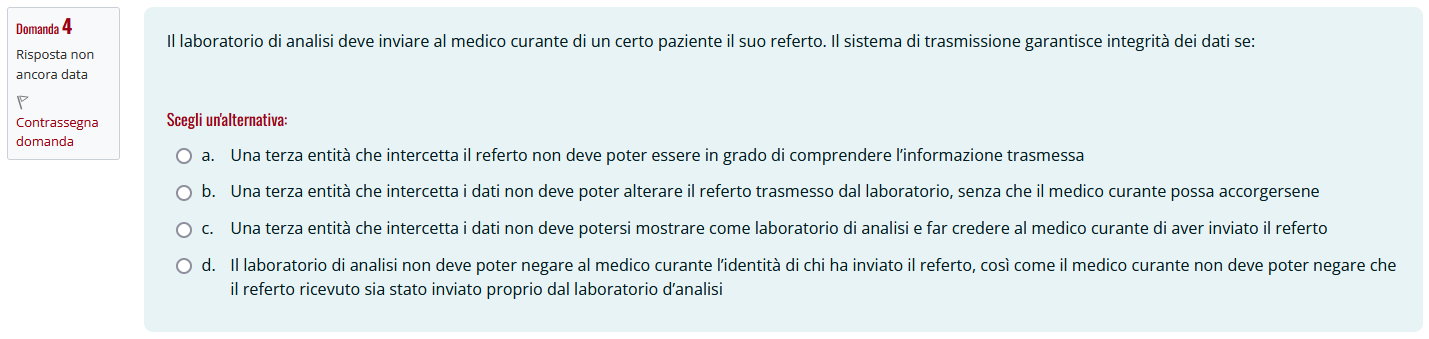 Domanda 4
Risposta non
ancora data
Contrassegna
domanda
Il laboratorio di analisi deve inviare al medico curante di un certo paziente il suo referto. Il sistema di trasmissione garantisce integrità dei dati se:
Scegli un'alternativa:
a. Una terza entità che intercetta il referto non deve poter essere in grado di comprendere l’informazione trasmessa
b. Una terza entità che intercetta i dati non deve poter alterare il referto trasmesso dal laboratorio, senza che il medico curante possa accorgersene
c. Una terza entità che intercetta i dati non deve potersi mostrare come laboratorio di analisi e far credere al medico curante di aver inviato il referto
d. Il laboratorio di analisi non deve poter negare al medico curante l’identità di chi ha inviato il referto, così come il medico curante non deve poter negare che
il referto ricevuto sia stato inviato proprio dal laboratorio d’analisi